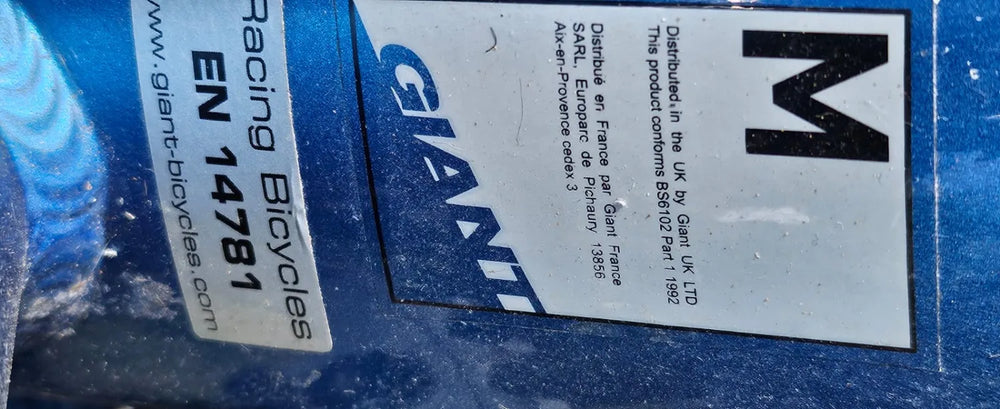 M
Distributed in the UK by Giant UK LTD
This product conforms BS6102 Part 1 1992
Distribué en France par Giant France
SARL, Europarc de Pichaury 13856
Aix-en-Provence cedex 3
GIANT
Racing Bicycles
EN 14781
www.giant-bicycles.com